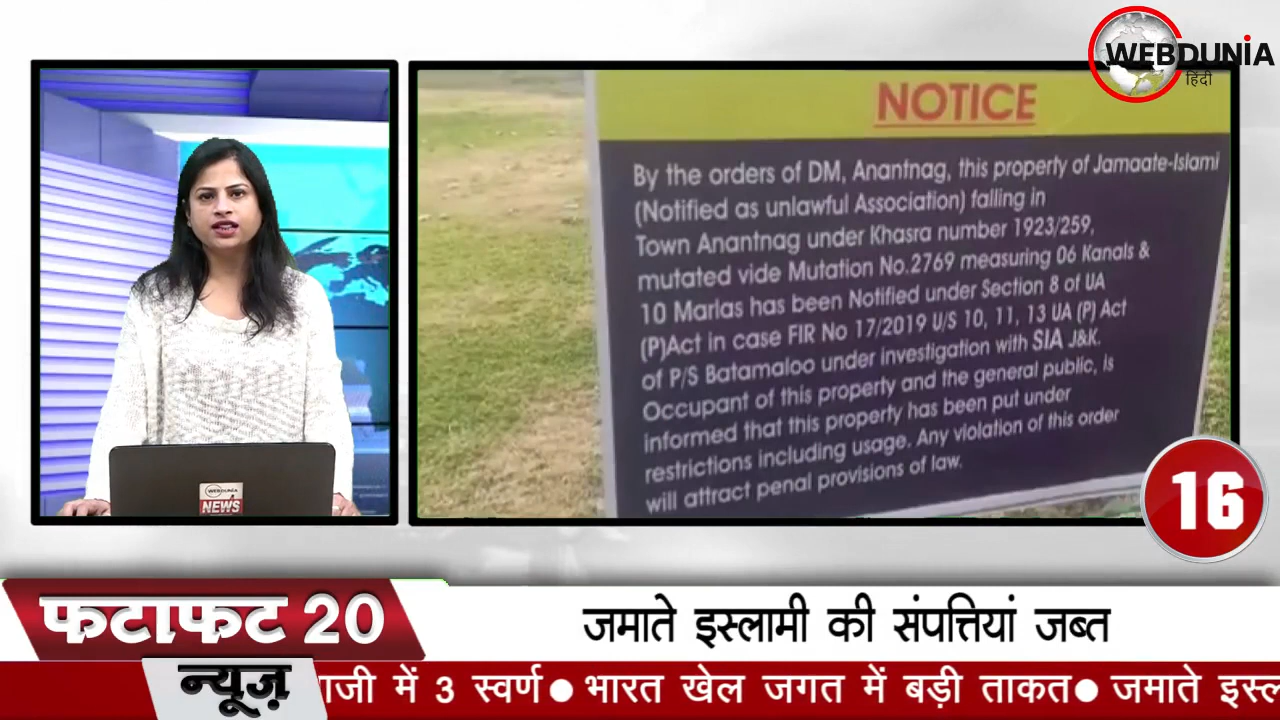 WEBDUNIA
हिंदी
NOTICE
By the orders of DM, Anantnag, this property of Jamaate-Islami
(Notified as unlawful Association) falling in
Town Anantnag under Khasra number 1923/259,
mutated vide Mutation No.2769 measuring 06 Kanals &
10 Marlas has been Notified under Section 8 of UA
(P)Act in case FIR No 17/2019 U/S 10, 11, 13 UA (P) Act
of P/S Batamaloo under investigation with SIA J&K.
Occupant of this property and the general public, is
informed that this property has been put under
restrictions including usage. Any violation of this order
will attract penal provisions of law.
WEBDUNIA
NEWS
16
फटाफट 20
न्यूज़
जमाते इस्लामी की संपत्तियां जब्त
ाजी में 3 स्वर्ण● भारत खेल जगत में बड़ी ताकत● जमाते इस्ल